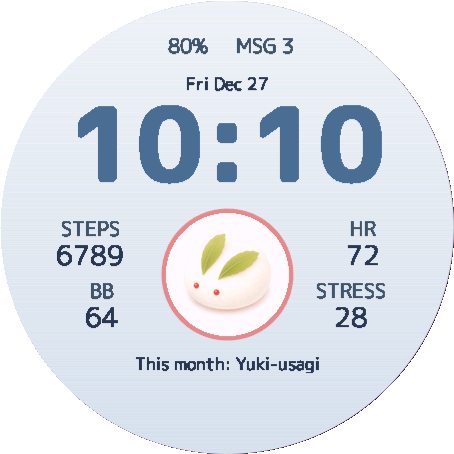 80% MSG 3
Fri Dec 27
10:10
STEPS HR
6789 72
BB STRESS
64 28
This month: Yuki-usagi